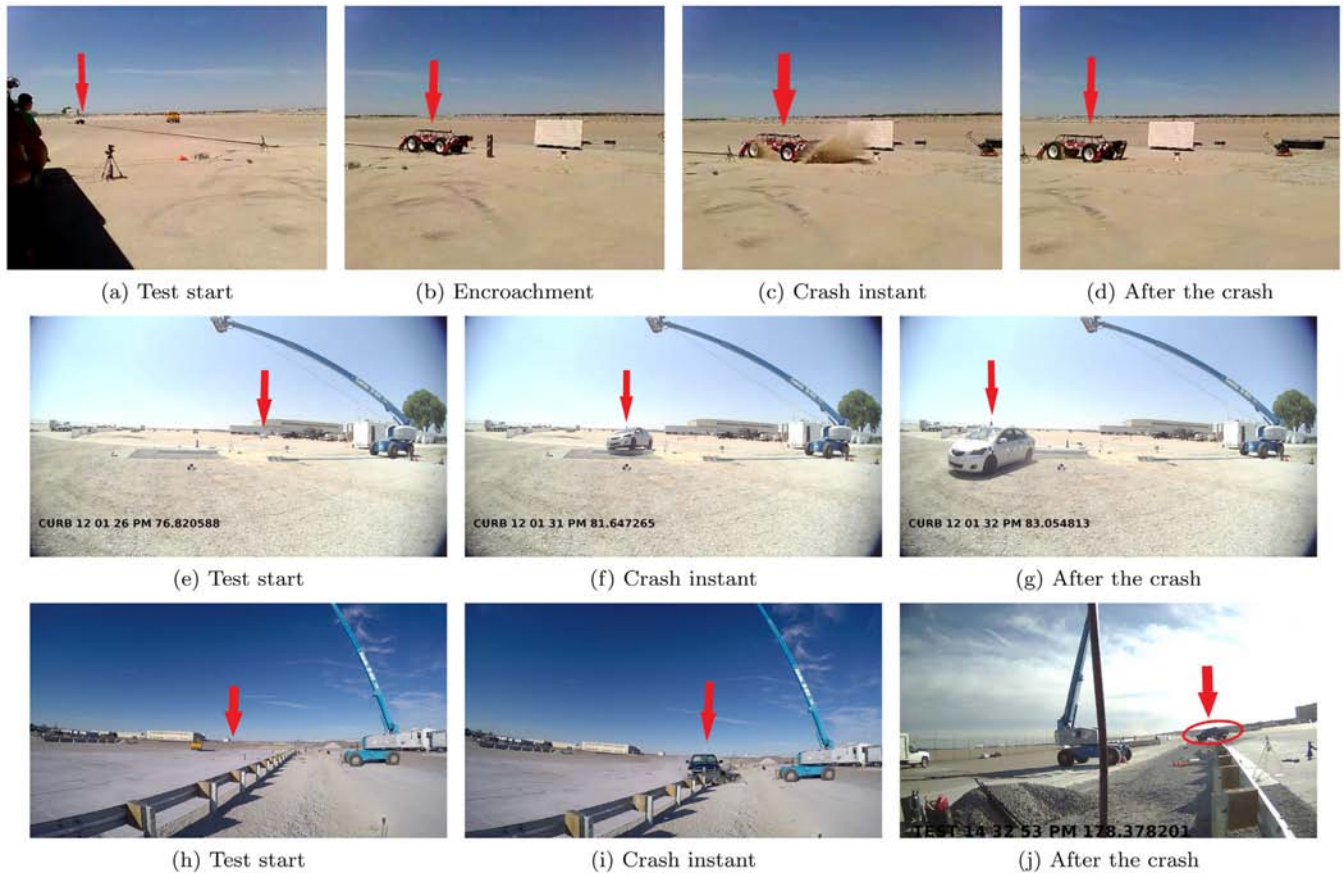 (a) Test start
(b) Encroachment
(c) Crash instant
(d) After the crash
CURB 12 01 26 PM 76.820588
CURB 12 01 31 PM 81.647265
CURB 12 01 32 PM 83.054813
(e) Test start
(f) Crash instant
(g) After the crash
TEST 14 32 53 PM 178.378201
(h) Test start
(i) Crash instant
(j) After the crash